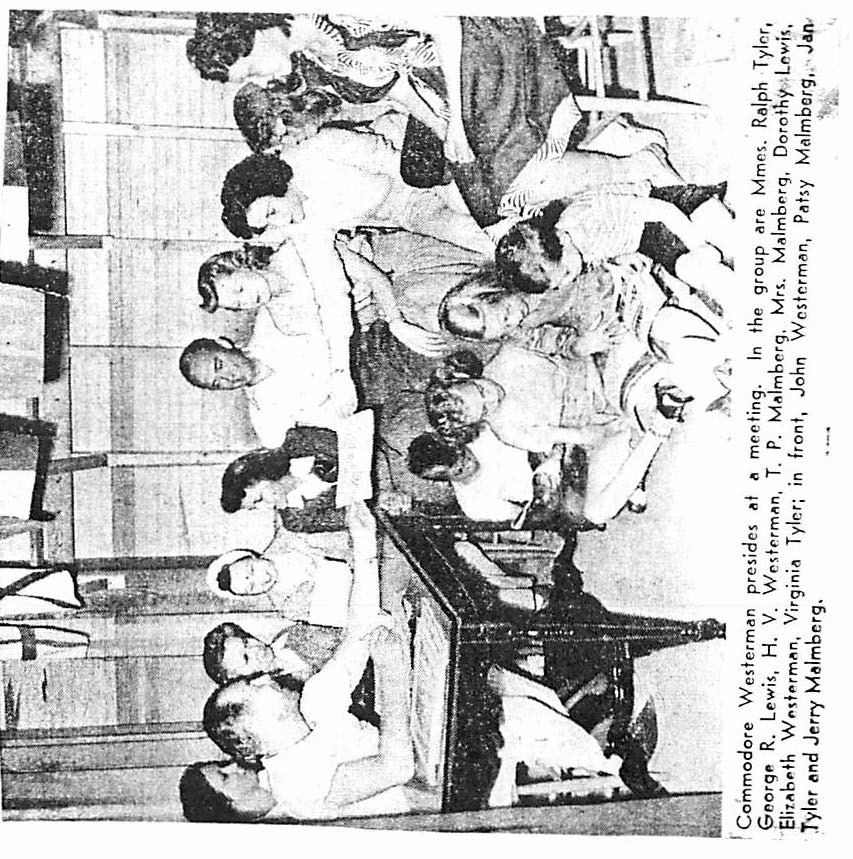 Commodore Westerman presides at a meeting. In the group are Mmes. Ralph Tyler,
George R. Lewis, H. V. Westerman, T. P. Malmberg, Mrs. Malmberg, Dorothy Lewis,
Elizabeth Westerman, Virginia Tyler; in front, John Westerman, Patsy Malmberg, Jan
Tyler and Jerry Malmberg.